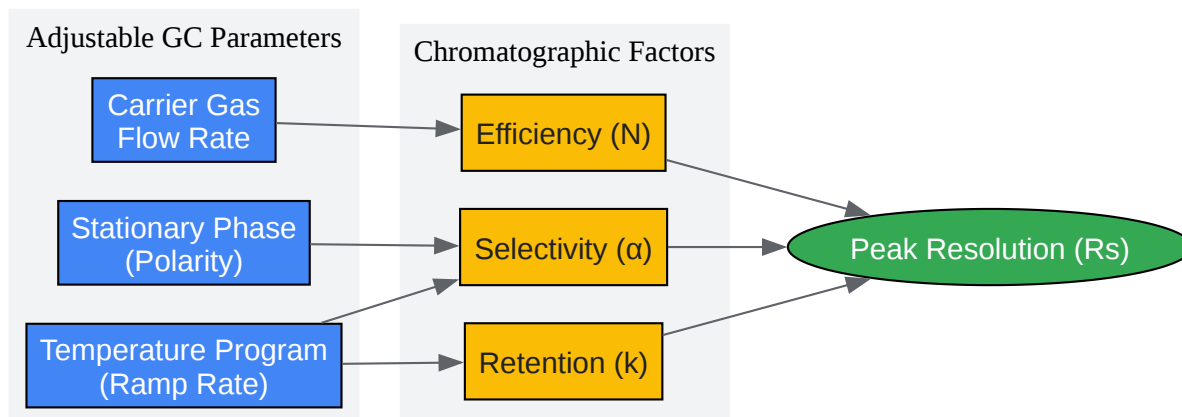 Adjustable GC Parameters
Carrier Gas
Flow Rate
Stationary Phase
(Polarity)
Temperature Program
(Ramp Rate)
Chromatographic Factors
Efficiency (N)
Selectivity (α)
Retention (k)
Peak Resolution (Rs)